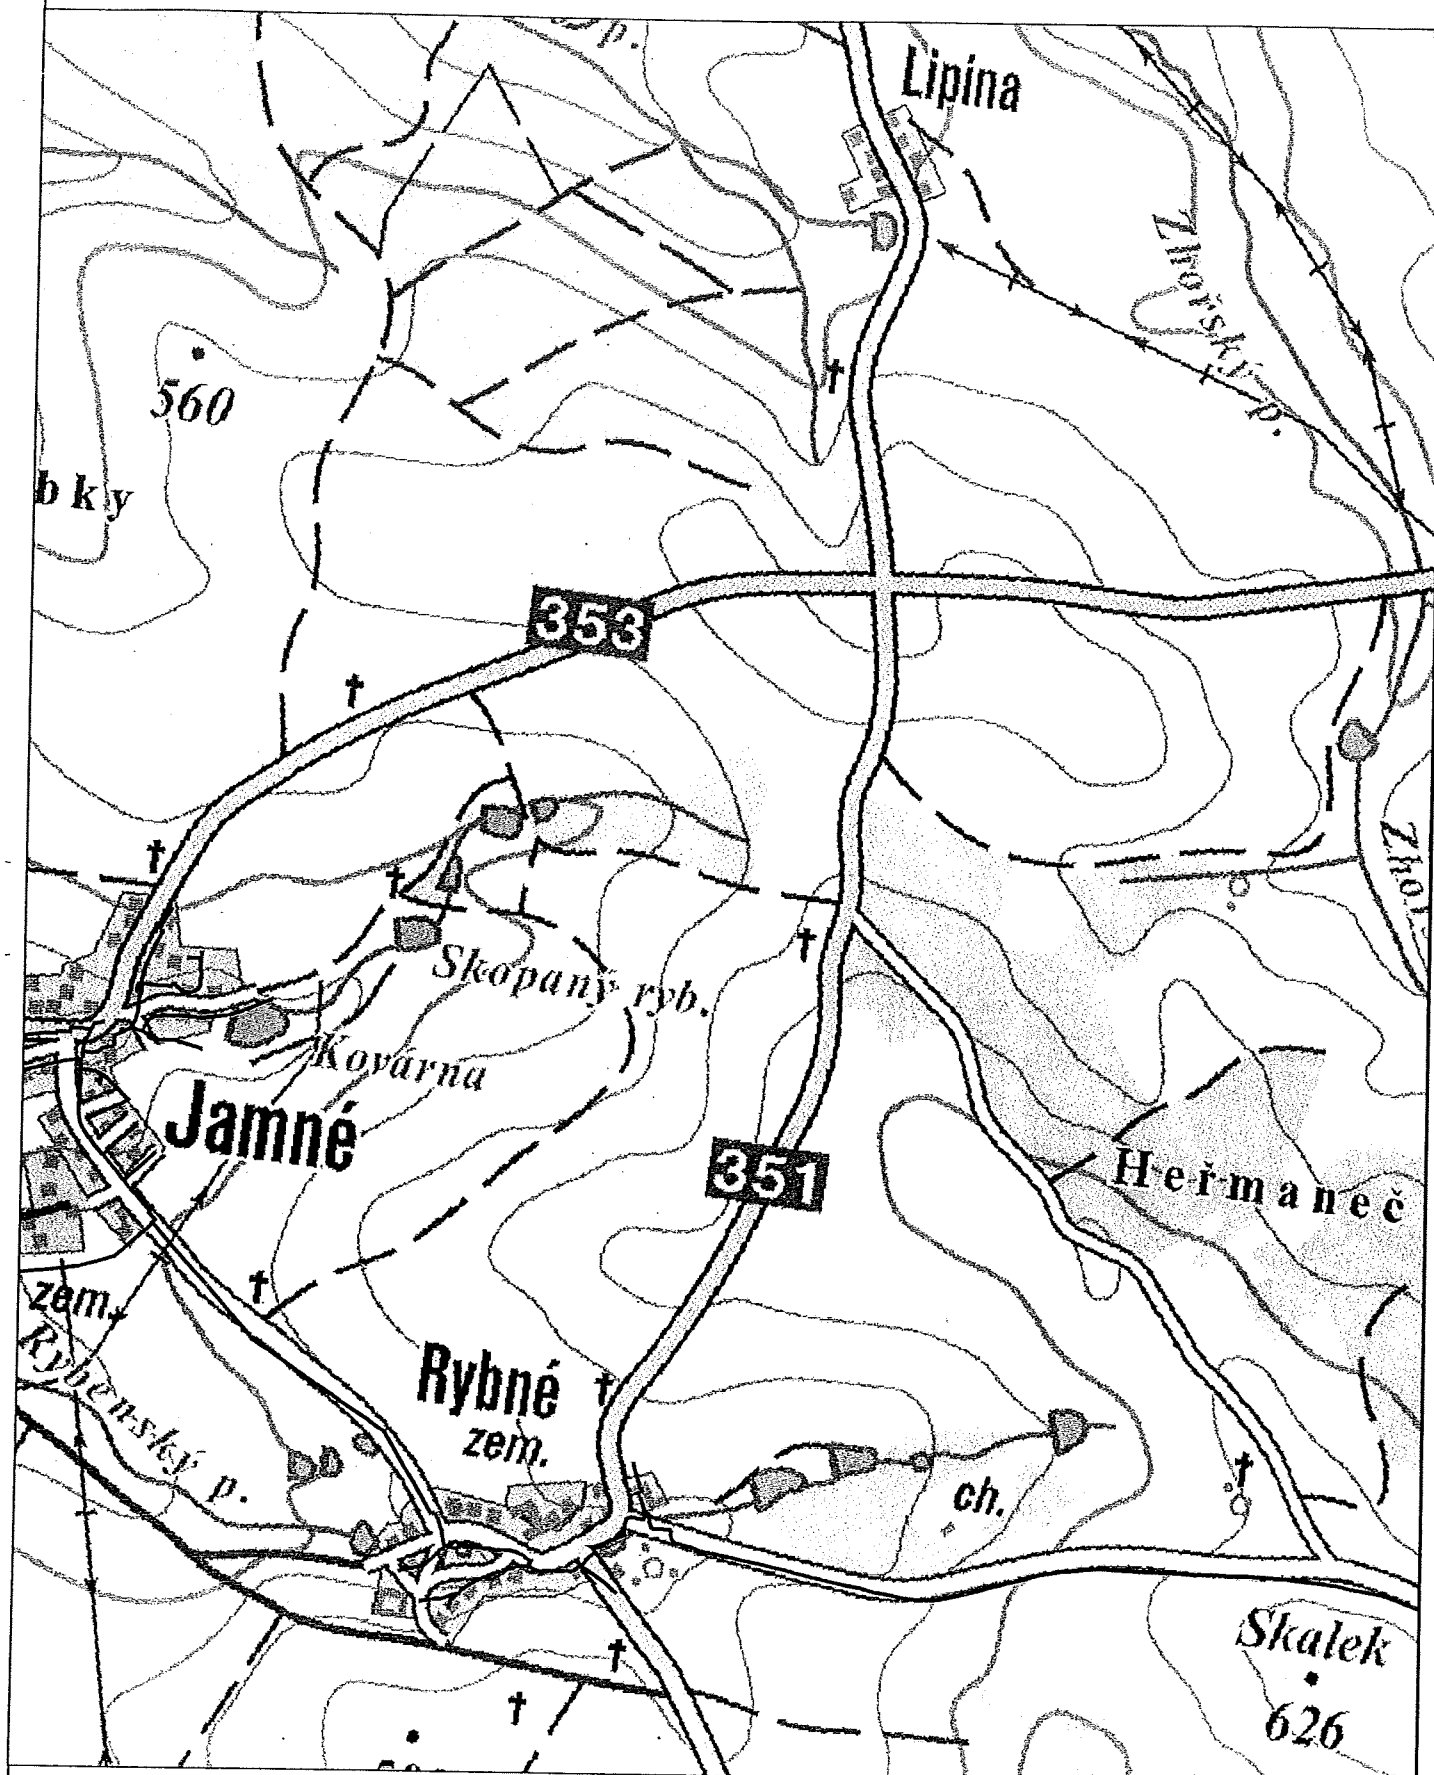 p.
Lipina
Zhořský p.
560
bky
353
Skopaný ryb.
Kovárna
Jamné
351
Heřmaneč
zem.
Rybenský p.
Rybné
zem.
ch.
Skalek
626